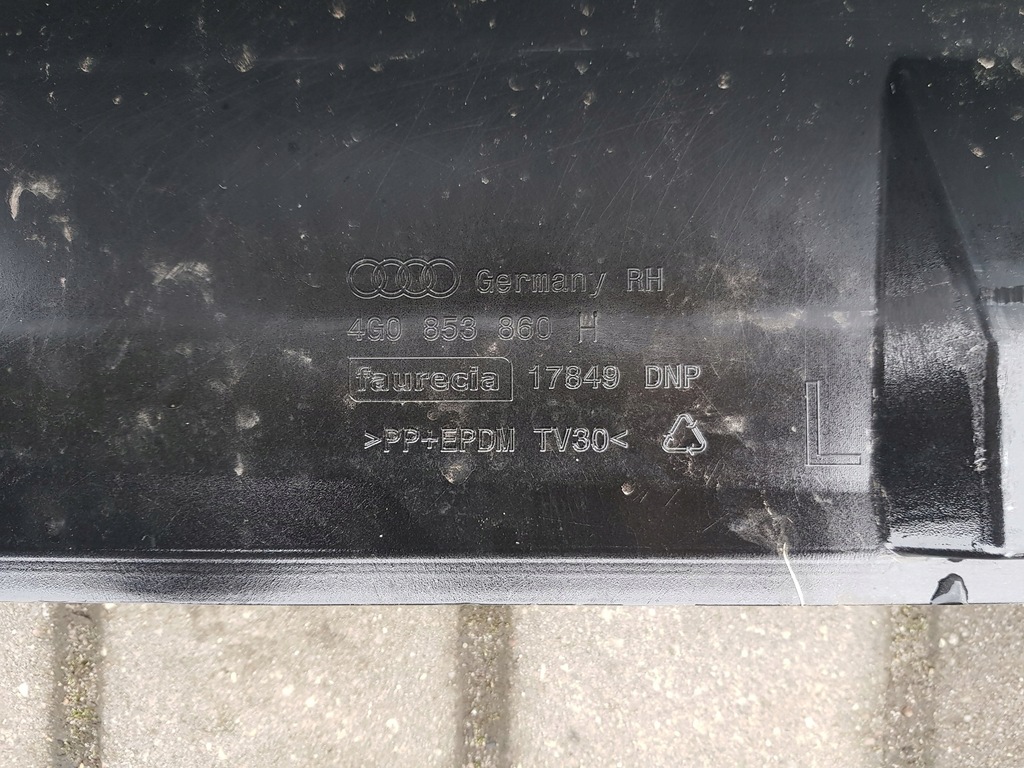 Germany RH
4G0 853 860 H
faurecia 17849 DNP
>PP+EPDM TV30<
L